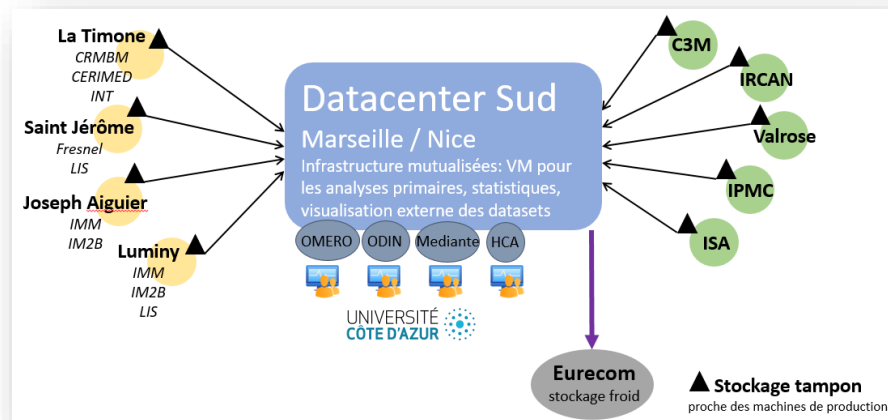 La Timone
CRMBM
CERIMED
INT
Saint Jérôme
Fresnel
LIS
Joseph Aiguier
IMM
IM2B
Luminy
IMM
IM2B
LIS
Datacenter Sud
Marseille / Nice
Infrastructure mutualisées: VM pour
les analyses primaires, statistiques,
visualisation externe des datasets
OMERO
ODIN
Mediante
HCA
UNIVERSITÉ
CÔTE D'AZUR
C3M
IRCAN
Valrose
IPMC
ISA
Eurecom
stockage froid
Stockage tampon
proche des machines de production